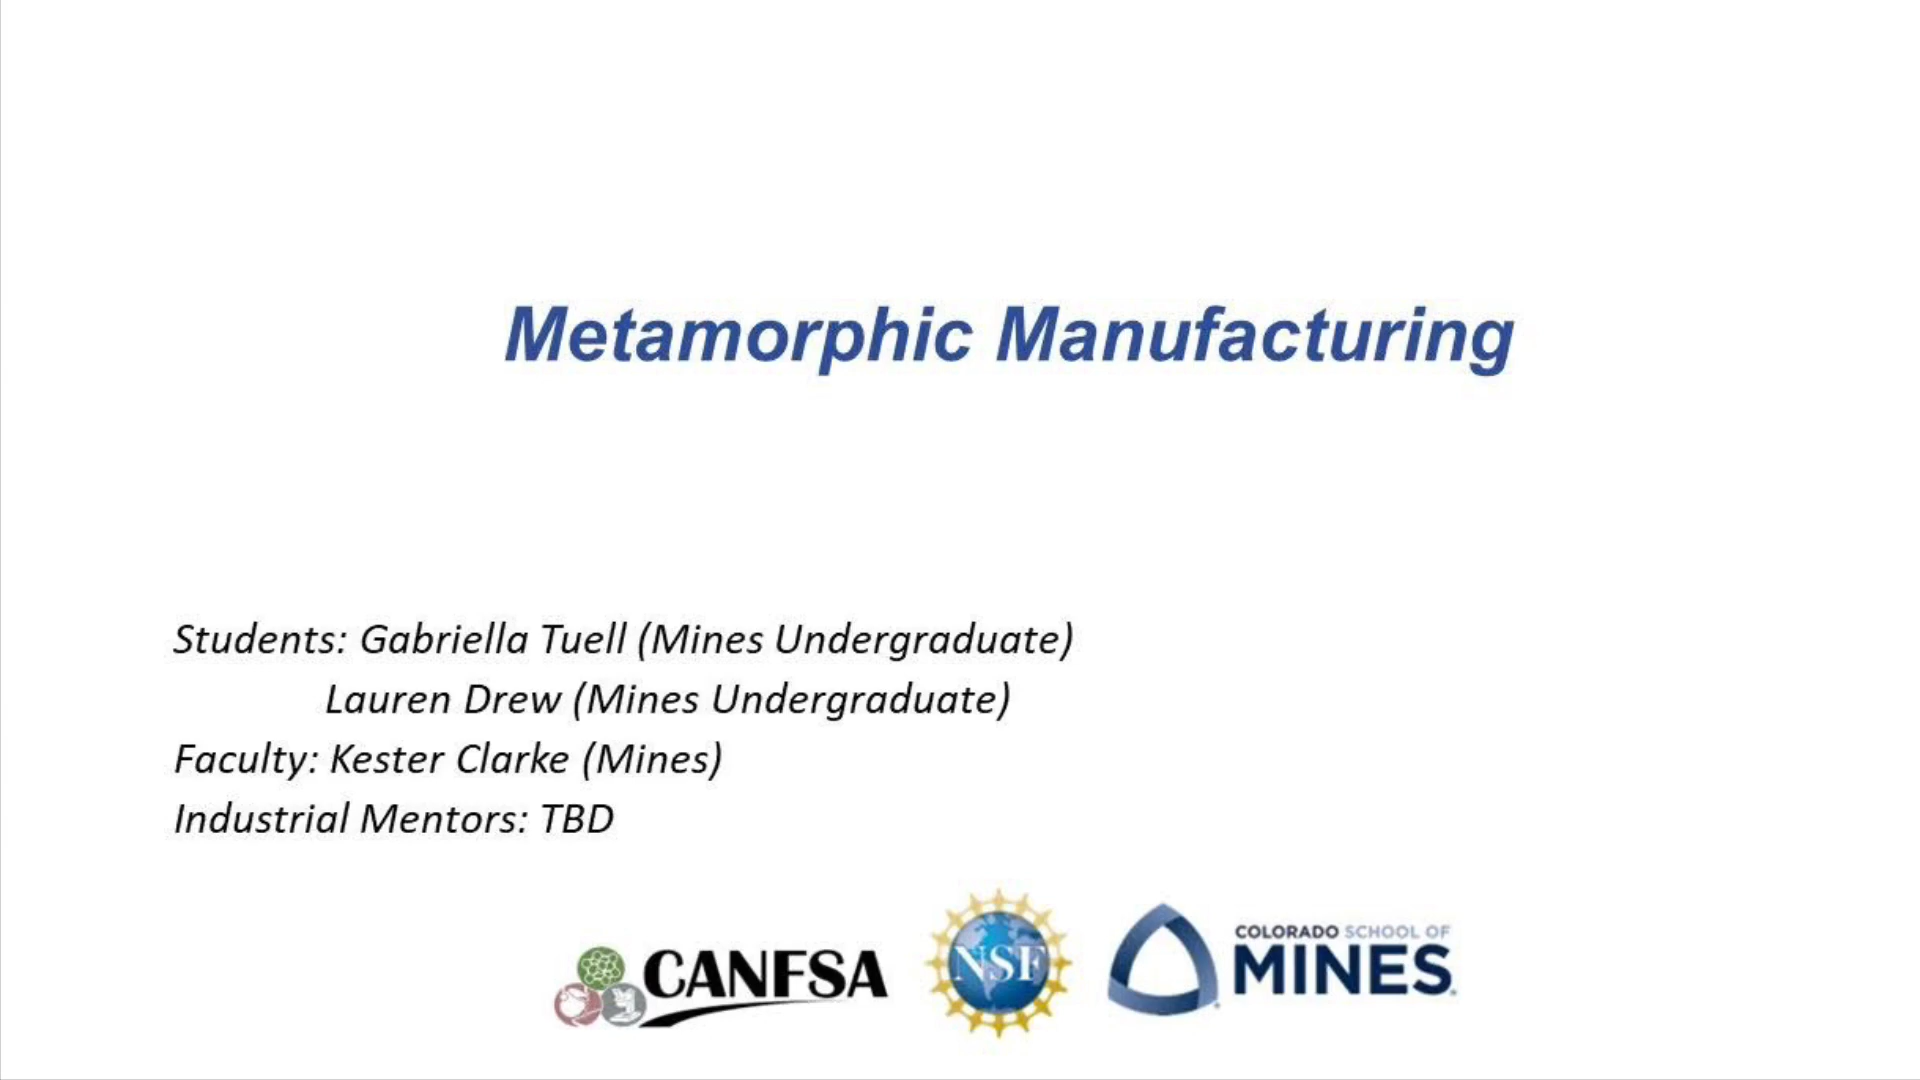 Metamorphic Manufacturing
Students: Gabriella Tuell (Mines Undergraduate)
Lauren Drew (Mines Undergraduate)
Faculty: Kester Clarke (Mines)
Industrial Mentors: TBD
CANFSA
NSF
COLORADO SCHOOL OF
MINES